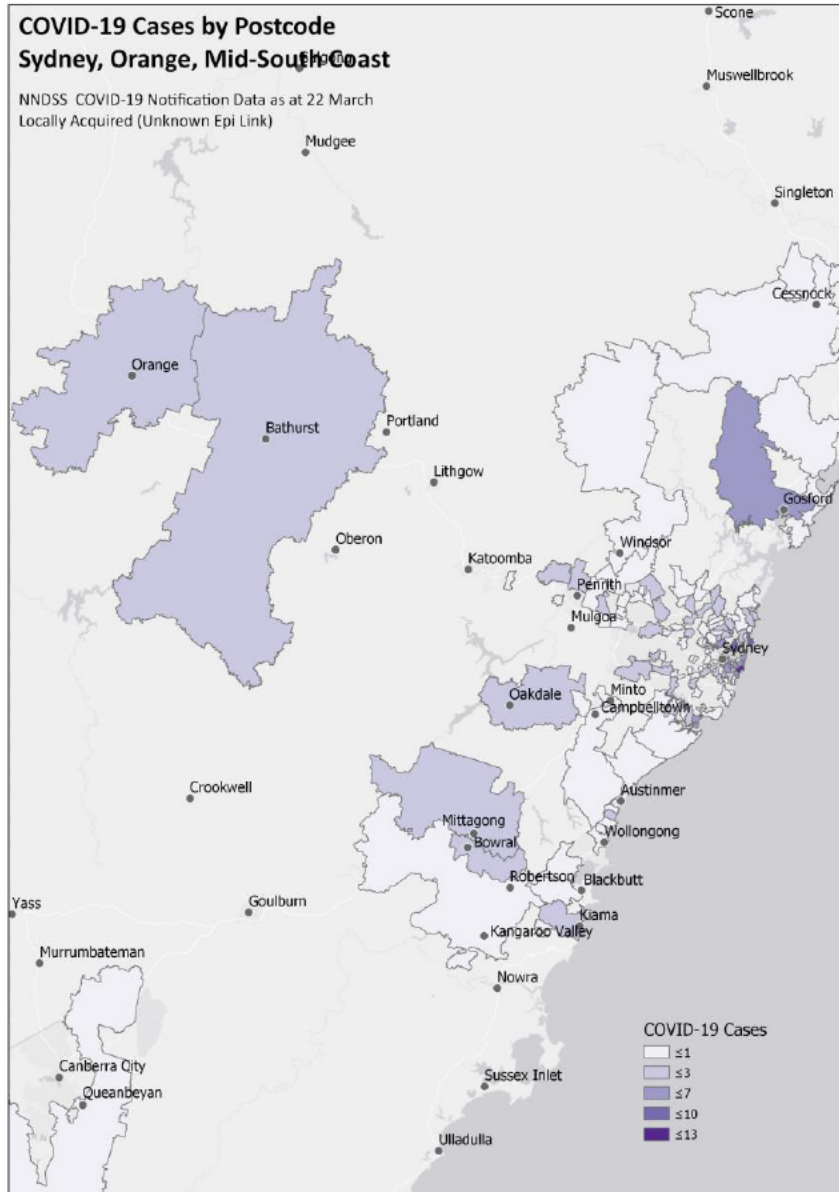 COVID-19 Cases by Postcode
Sydney, Orange, Mid-South Coast
NNDSS COVID-19 Notification Data as at 22 March
Locally Acquired (Unknown Epi Link)
Scone
Muswellbrook
Mudgee
Singleton
Cessnock
Orange
Bathurst
Portland
Lithgow
Gosford
Oberon
Windsor
Katoomba
Penrith
Mulgoa
Sydney
Oakdale
Minto
Campbelltown
Crookwell
Austinmer
Mittagong
Wollongong
Bowral
Robertson
Blackbutt
Yass
Goulburn
Kiama
Kangaroo Valley
Murrumbateman
Nowra
COVID-19 Cases
≤1
≤3
≤7
≤10
≤13
Canberra City
Sussex Inlet
Queanbeyan
Ulladulla